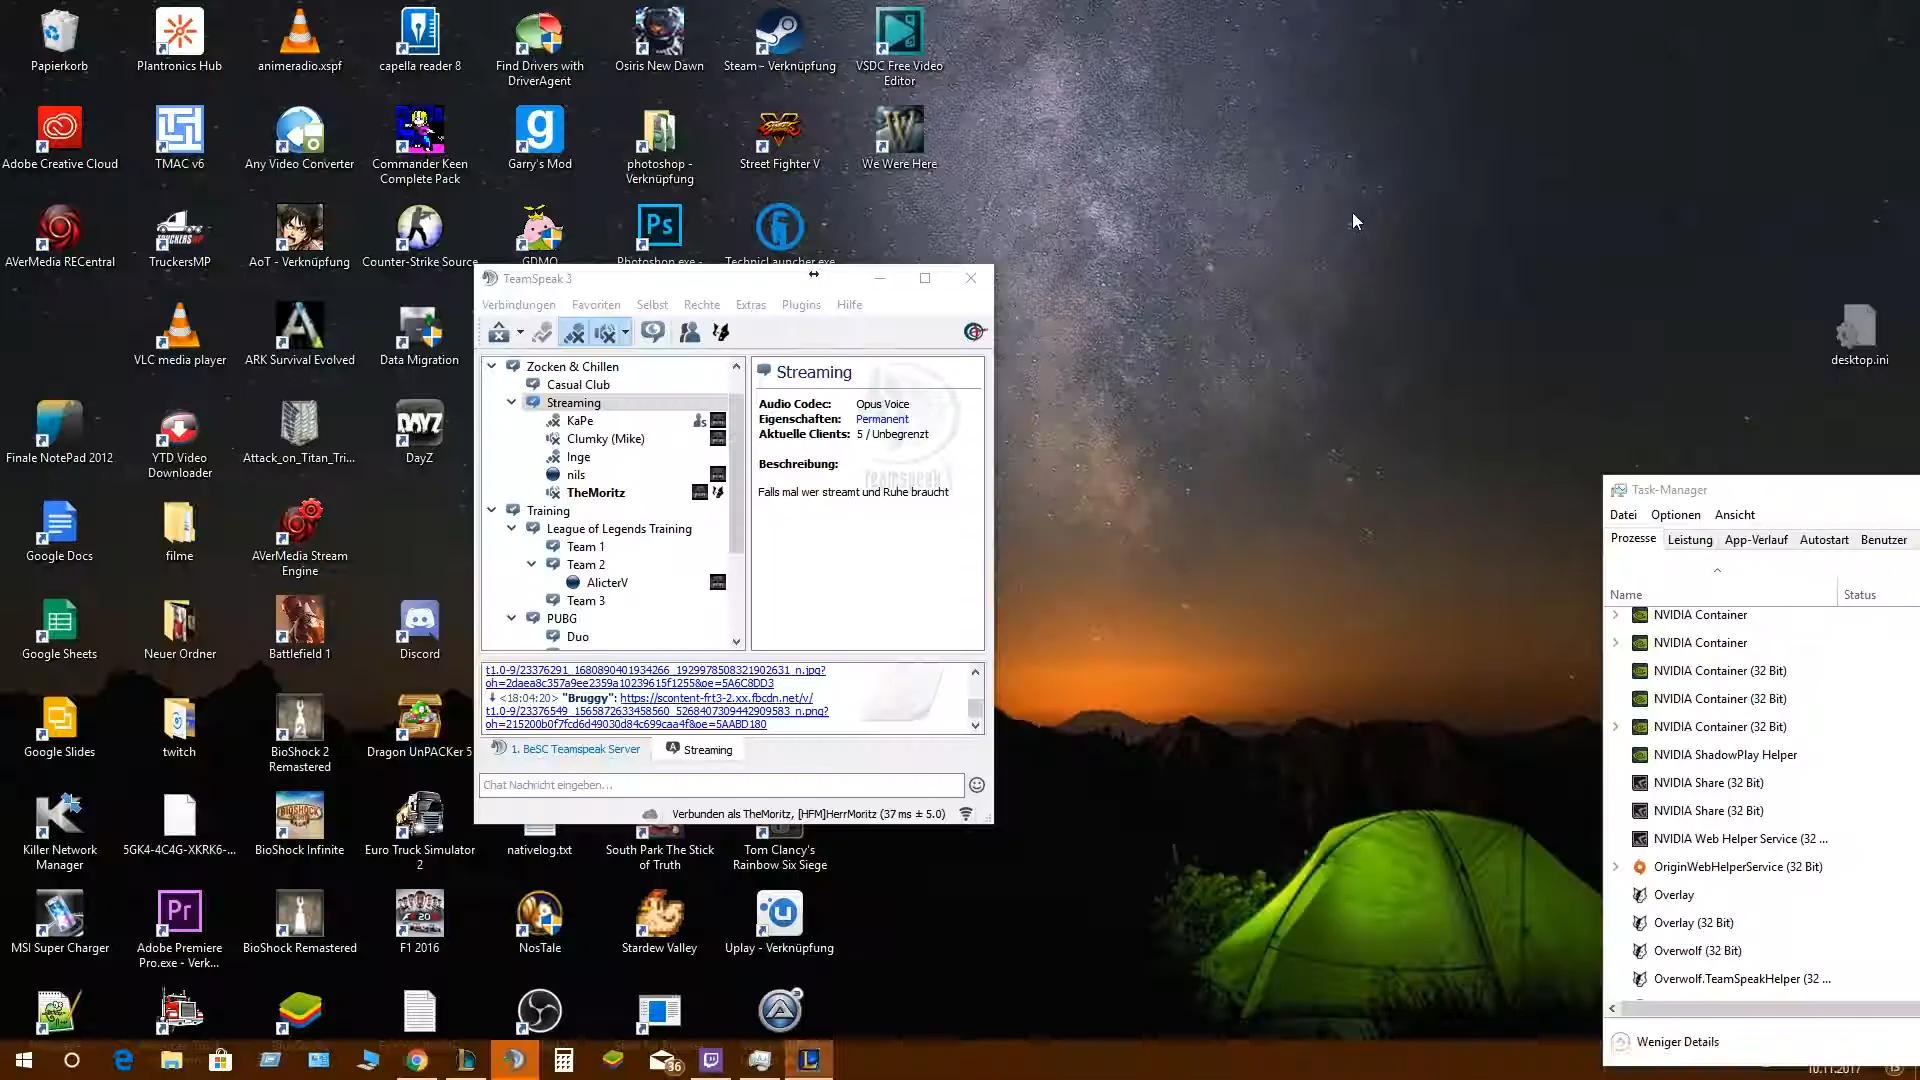 Papierkorb
Plantronics Hub
animeradio.xspf
capella reader 8
Find Drivers with
DriverAgent
Osiris New Dawn
Steam – Verknüpfung
VSDC Free Video
Editor
Adobe Creative Cloud
TMAC v6
Any Video Converter
Commander Keen
Complete Pack
Garry's Mod
photoshop -
Verknüpfung
Street Fighter V
We Were Here
AVerMedia RECentral
TruckersMP
AoT - Verknüpfung
Counter-Strike Source
GDMO
Photoshop.exe -
TechnicLauncher.exe
VLC media player
ARK Survival Evolved
Data Migration
desktop.ini
Finale NotePad 2012
YTD Video
Downloader
Attack_on_Titan_Tri...
DAYZ
DayZ
Google Docs
filme
AVerMedia Stream
Engine
Google Sheets
Neuer Ordner
Battlefield 1
Discord
Google Slides
twitch
BioShock 2
Remastered
Dragon UnPACKer 5
Killer Network
Manager
5GK4-4C4G-XKRK6-...
BioShock Infinite
Euro Truck Simulator
2
nativelog.txt
South Park The Stick
of Truth
Tom Clancy's
Rainbow Six Siege
MSI Super Charger
Adobe Premiere
Pro.exe - Verk...
BioShock Remastered
F1 2016
NosTale
Stardew Valley
Uplay - Verknüpfung
TeamSpeak 3
Verbindungen Favoriten Selbst Rechte Extras Plugins Hilfe
Zocken & Chillen
Casual Club
Streaming
KaPe
Clumky (Mike)
Inge
nils
TheMoritz
Training
League of Legends Training
Team 1
Team 2
AlicterV
Team 3
PUBG
Duo
Streaming
Audio Codec: Opus Voice
Eigenschaften: Permanent
Aktuelle Clients: 5 / Unbegrenzt
Beschreibung:
Falls mal wer streamt und Ruhe braucht
t1.0-9/23376291_1680890401934266_1929978508321902631_n.jpg?
oh=2daea8c357a9ee2359a10239615f1255&oe=5A6C8DD3
<18:04:20> "Bruggy": https://scontent-frt3-2.xx.fbcdn.net/v/
t1.0-9/23376549_1565872633458560_5268407309442909583_n.png?
oh=215200b0f7fcd6d49030d84c699caa4f&oe=5AABD180
1. BeSC Teamspeak Server
Streaming
Chat Nachricht eingeben...
Verbunden als TheMoritz, [HFM]HerrMoritz (37 ms ± 5.0)
Task-Manager
Datei Optionen Ansicht
Prozesse Leistung App-Verlauf Autostart Benutzer
Name Status
NVIDIA Container
NVIDIA Container
NVIDIA Container (32 Bit)
NVIDIA Container (32 Bit)
NVIDIA Container (32 Bit)
NVIDIA ShadowPlay Helper
NVIDIA Share (32 Bit)
NVIDIA Share (32 Bit)
NVIDIA Web Helper Service (32 ...
OriginWebHelperService (32 Bit)
Overlay
Overlay (32 Bit)
Overwolf (32 Bit)
Overwolf.TeamSpeakHelper (32 ...
Weniger Details
36
10.11.2017